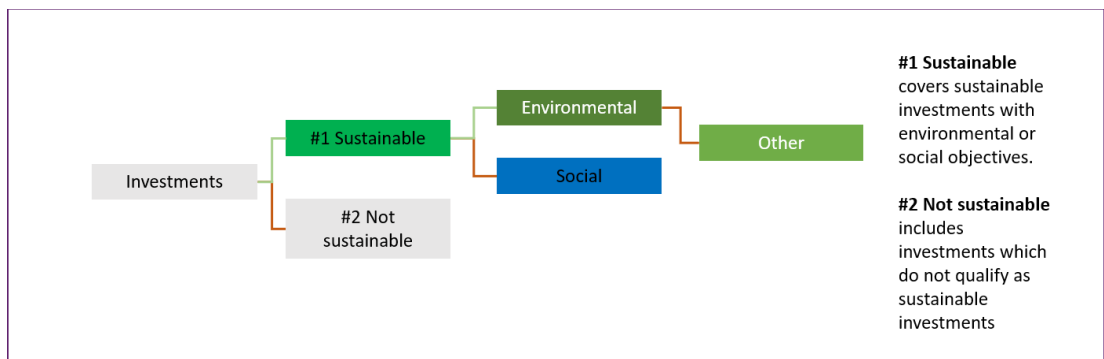 Investments
#1 Sustainable
#2 Not
sustainable
Environmental
Social
Other
#1 Sustainable
covers sustainable
investments with
environmental or
social objectives.
#2 Not sustainable
includes
investments which
do not qualify as
sustainable
investments